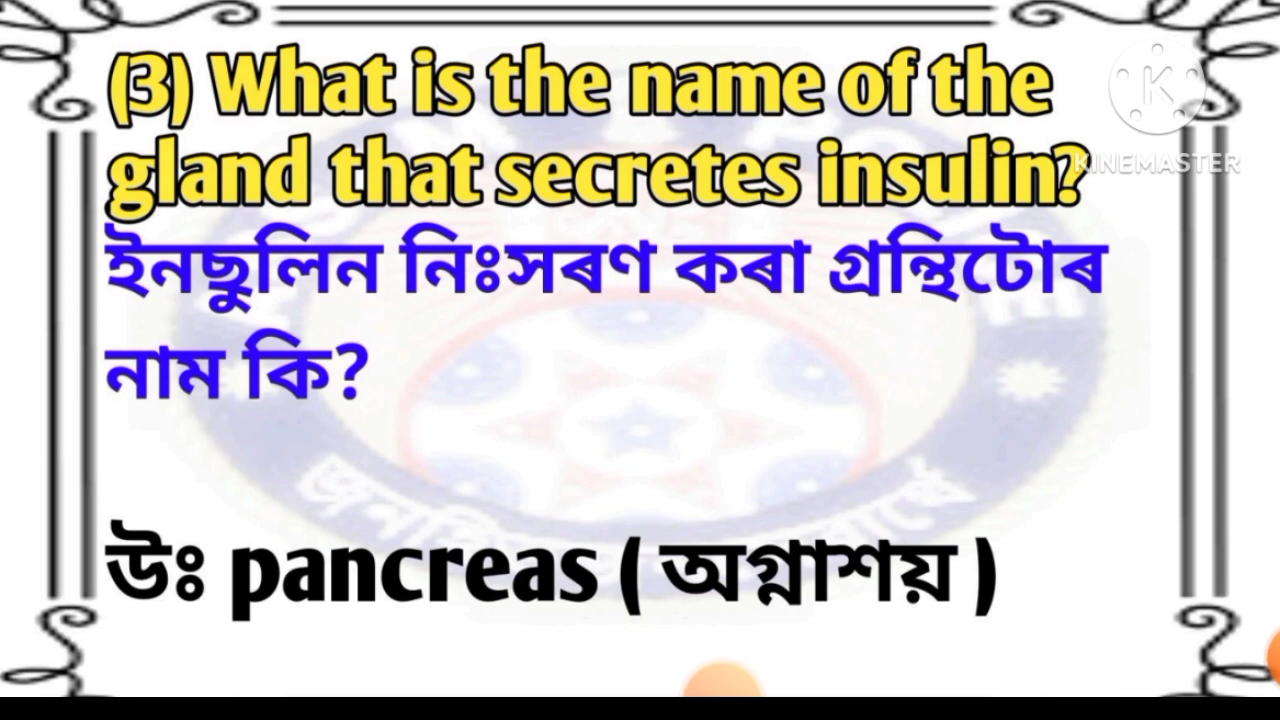 (3) What is the name of the
KINEMASTER
gland that secretes insulin?
ইনছুলিন নিঃসৰণ কৰা গ্ৰন্থিটোৰ
নাম কি?
উঃ pancreas ( অগ্নাশয় )